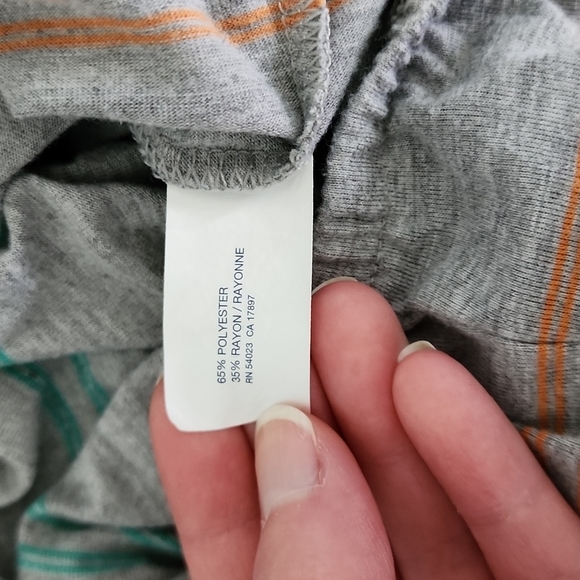 65% POLYESTER
35% RAYON / RAYONNE
RN 54023 CA 17897